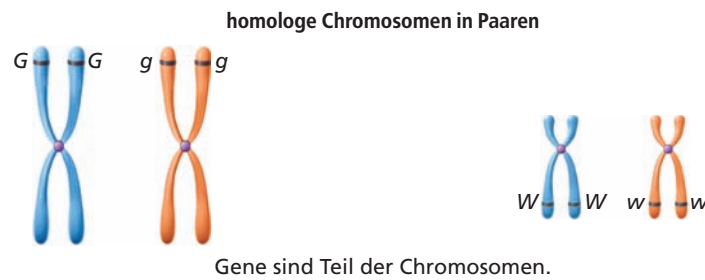 homologe Chromosomen in Paaren
G G g g
W W w w
Gene sind Teil der Chromosomen.